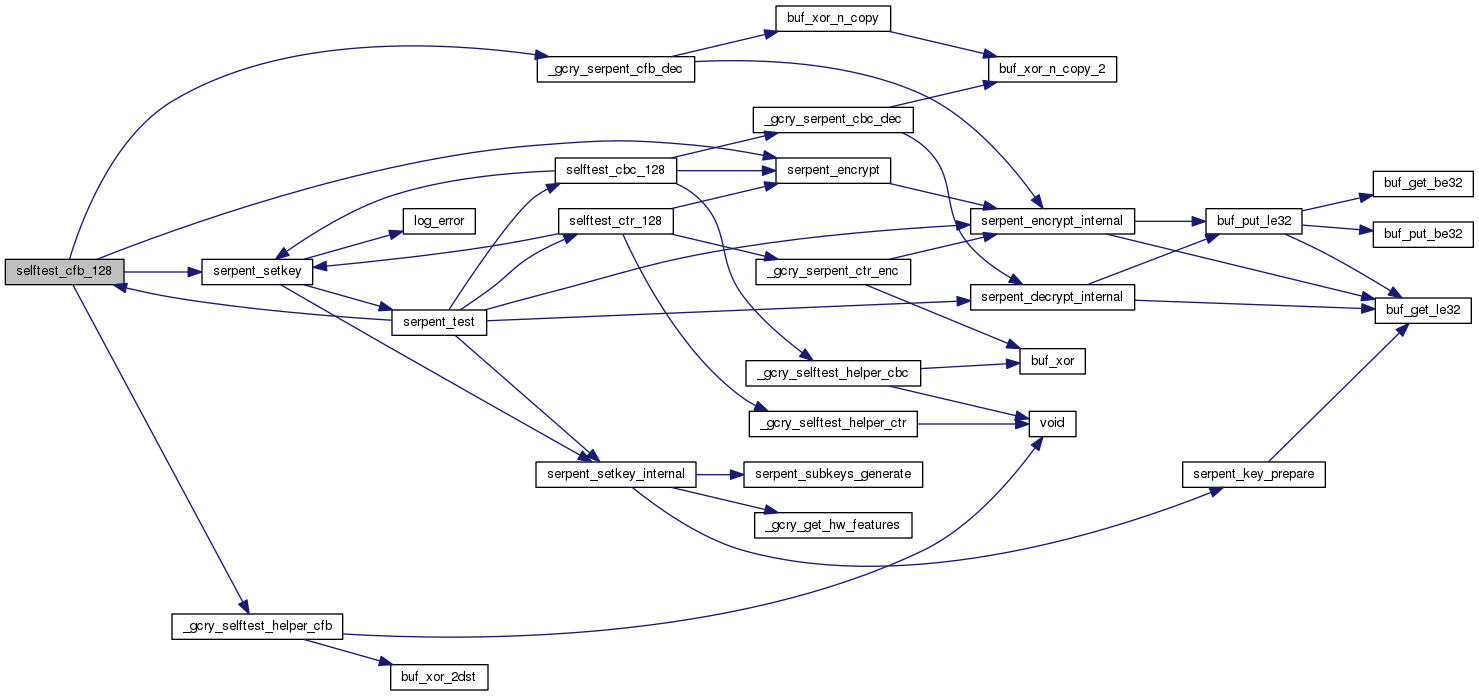 buf_xor_n_copy
_gcry_serpent_cfb_dec
buf_xor_n_copy_2
_gcry_serpent_cbc_dec
selftest_cbc_128
serpent_encrypt
buf_get_be32
log_error
selftest_ctr_128
serpent_encrypt_internal
buf_put_le32
buf_put_be32
selftest_cfb_128
serpent_setkey
_gcry_serpent_ctr_enc
serpent_decrypt_internal
buf_get_le32
serpent_test
buf_xor
_gcry_selftest_helper_cbc
_gcry_selftest_helper_ctr
void
serpent_setkey_internal
serpent_subkeys_generate
serpent_key_prepare
_gcry_get_hw_features
_gcry_selftest_helper_cfb
buf_xor_2dst